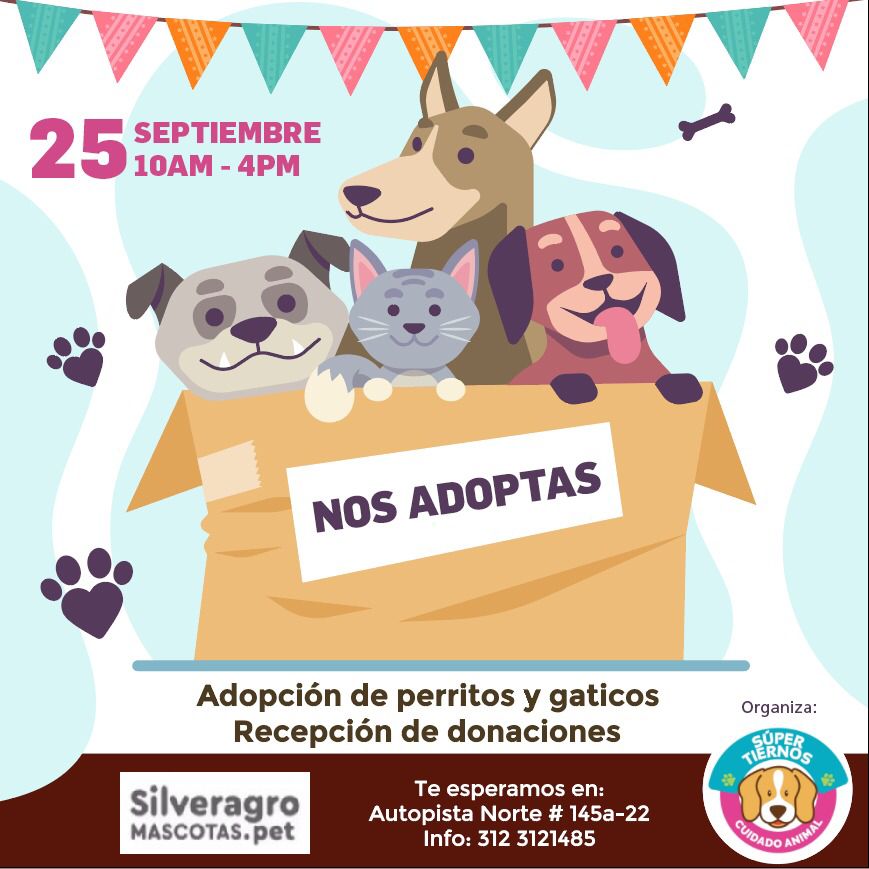 25 SEPTIEMBRE
10AM - 4PM
NOS ADOPTAS
Adopción de perritos y gaticos
Recepción de donaciones
Organiza:
SÚPER
TIERNOS
CUIDADO ANIMAL
Silveragro
MASCOTAS.pet
Te esperamos en:
Autopista Norte # 145a-22
Info: 312 3121485